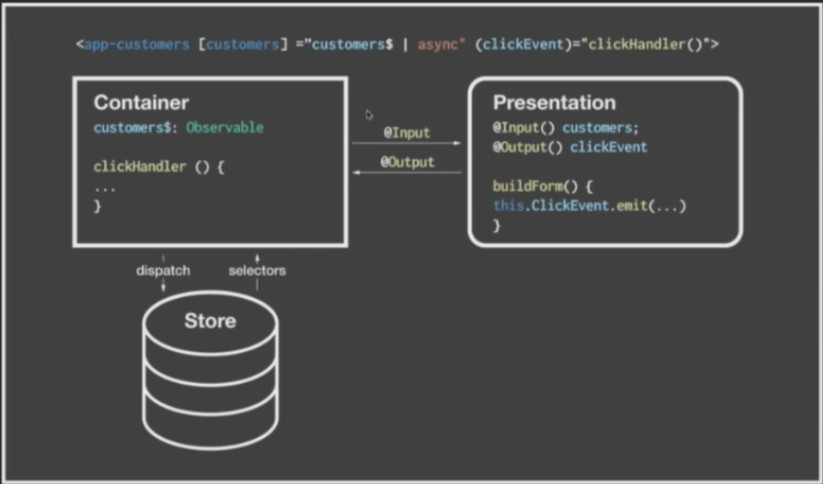 <app-customers [customers] ="customers$ | async" (clickEvent)="clickHandler()">
Container
customers$: Observable
clickHandler () {
...
}
@Input
@Output
Presentation
@Input() customers;
@Output() clickEvent
buildForm() {
this.ClickEvent.emit(...)
}
dispatch
selectors
Store